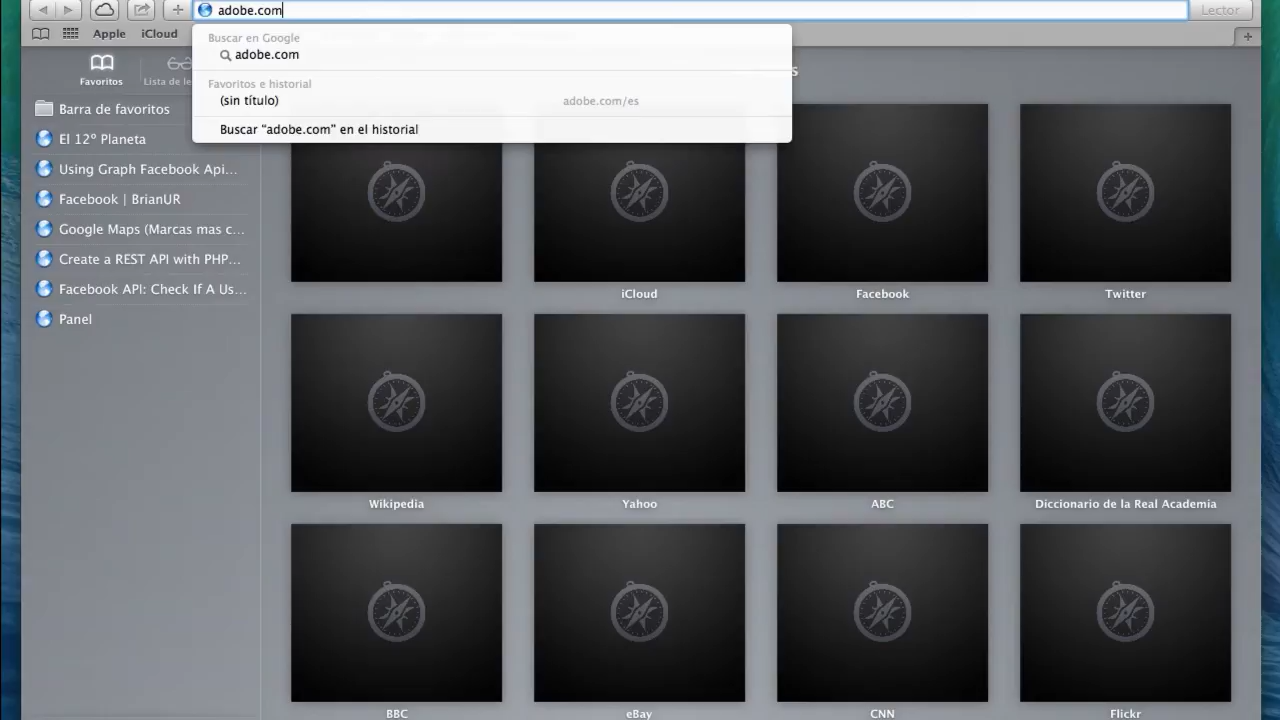 adobe.com
Lector
Apple
iCloud
Buscar en Google
adobe.com
Favoritos e historial
(sin título) adobe.com/es
Buscar “adobe.com” en el historial
Favoritos
Lista de le
s
Barra de favoritos
El 12º Planeta
Using Graph Facebook Api...
Facebook | BrianUR
Google Maps (Marcas mas c...
Create a REST API with PHP...
Facebook API: Check If A Us...
Panel
iCloud
Facebook
Twitter
Wikipedia
Yahoo
ABC
Diccionario de la Real Academia
BBC
eBay
CNN
Flickr